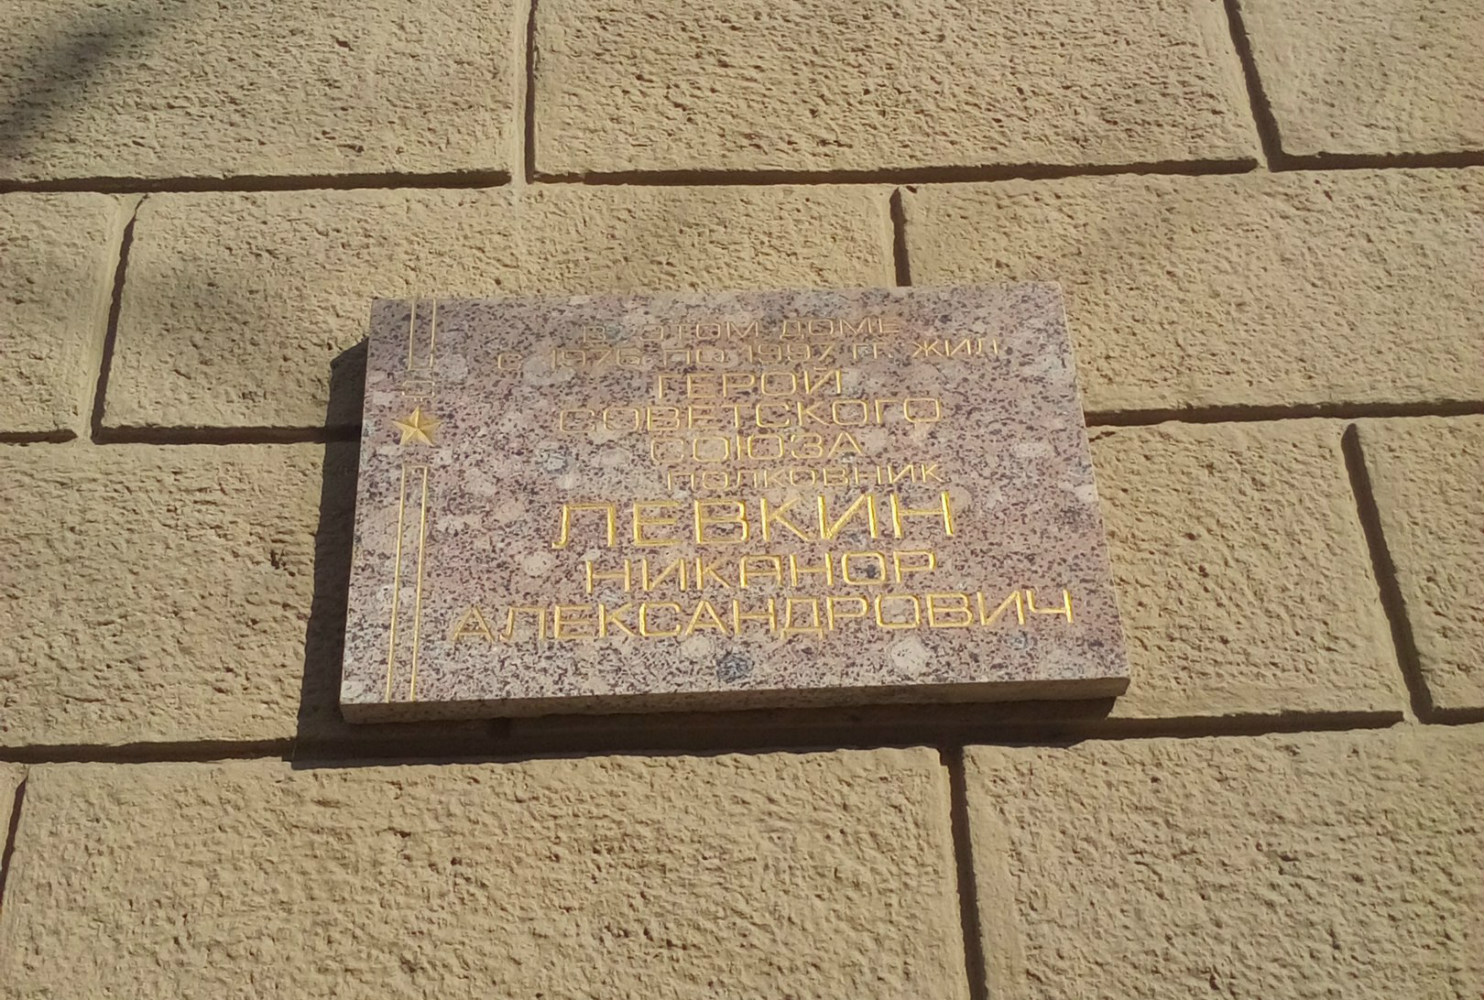 В ЭТОМ ДОМЕ
С 1976 ПО 1997 ГГ. ЖИЛ
ГЕРОЙ
СОВЕТСКОГО
СОЮЗА
ПОЛКОВНИК
ЛЕВКИН
НИКАНОР
АЛЕКСАНДРОВИЧ